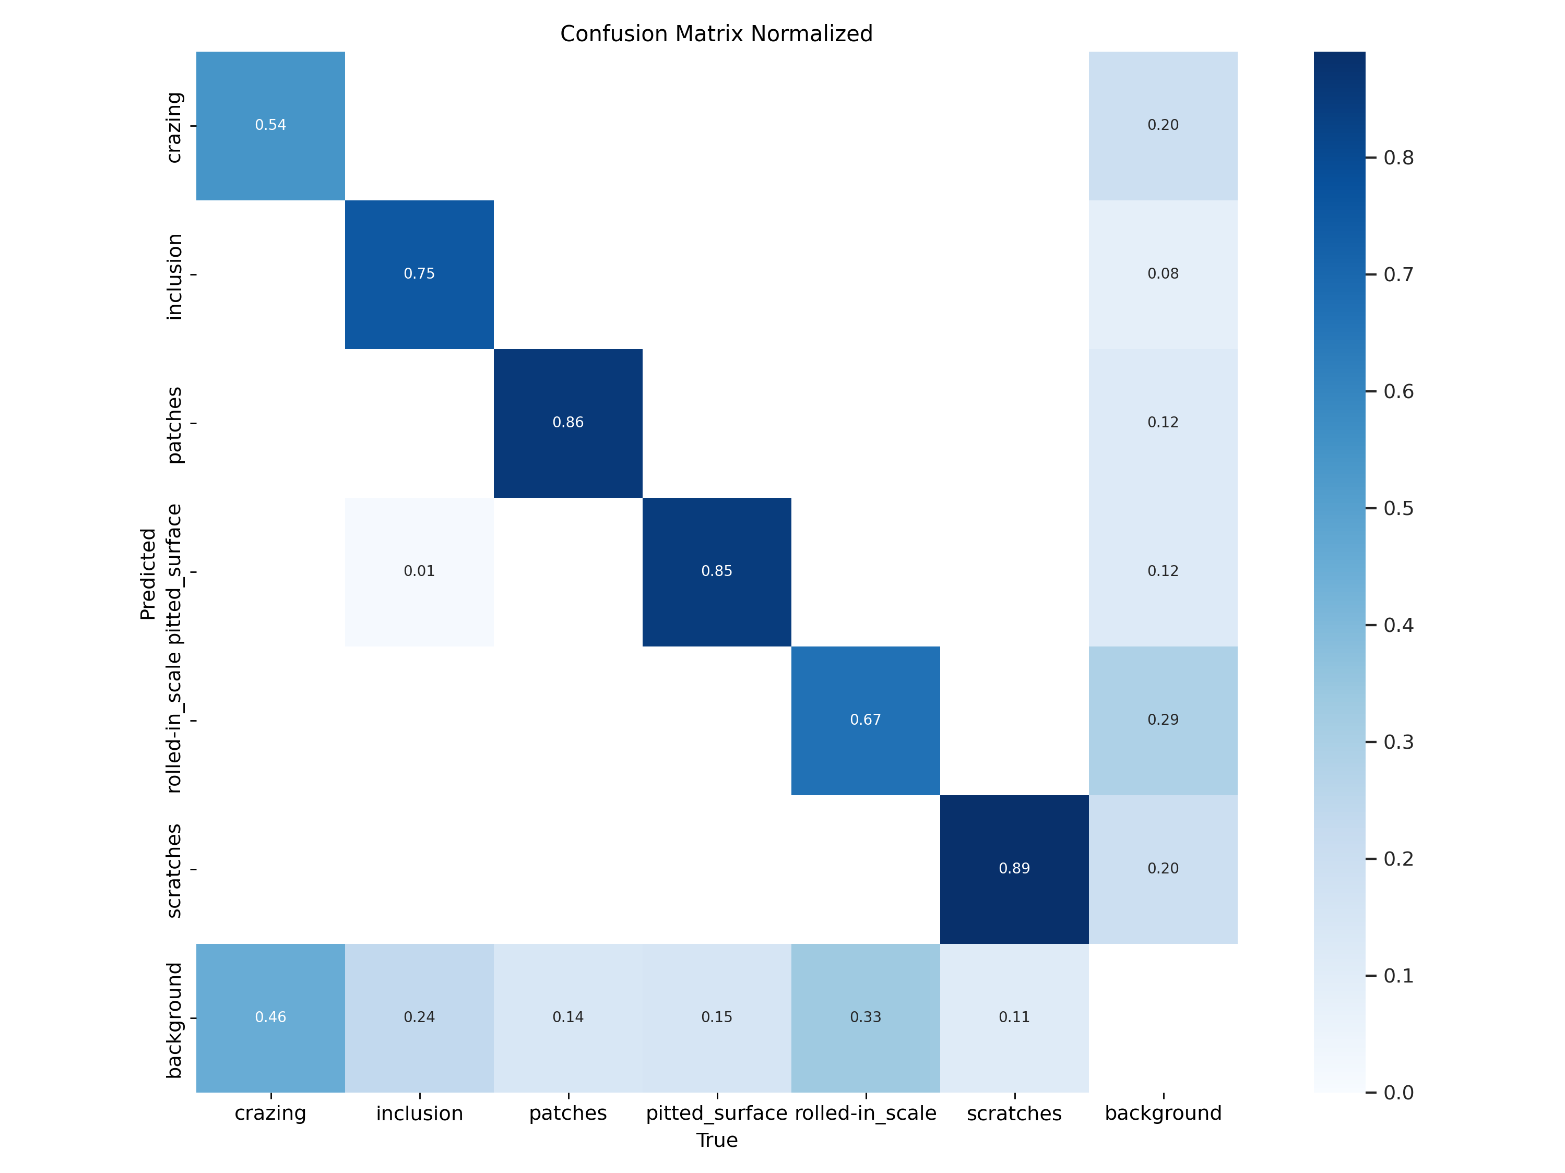 Confusion Matrix Normalized
crazing
0.54
0.20
inclusion
0.75
0.08
patches
0.86
0.12
pitted_surface
0.01
0.85
0.12
rolled-in_scale
0.67
0.29
scratches
0.89
0.20
background
0.46
0.24
0.14
0.15
0.33
0.11
Predicted
crazing
inclusion
patches
pitted_surface
rolled-in_scale
scratches
background
True
0.8
0.7
0.6
0.5
0.4
0.3
0.2
0.1
0.0